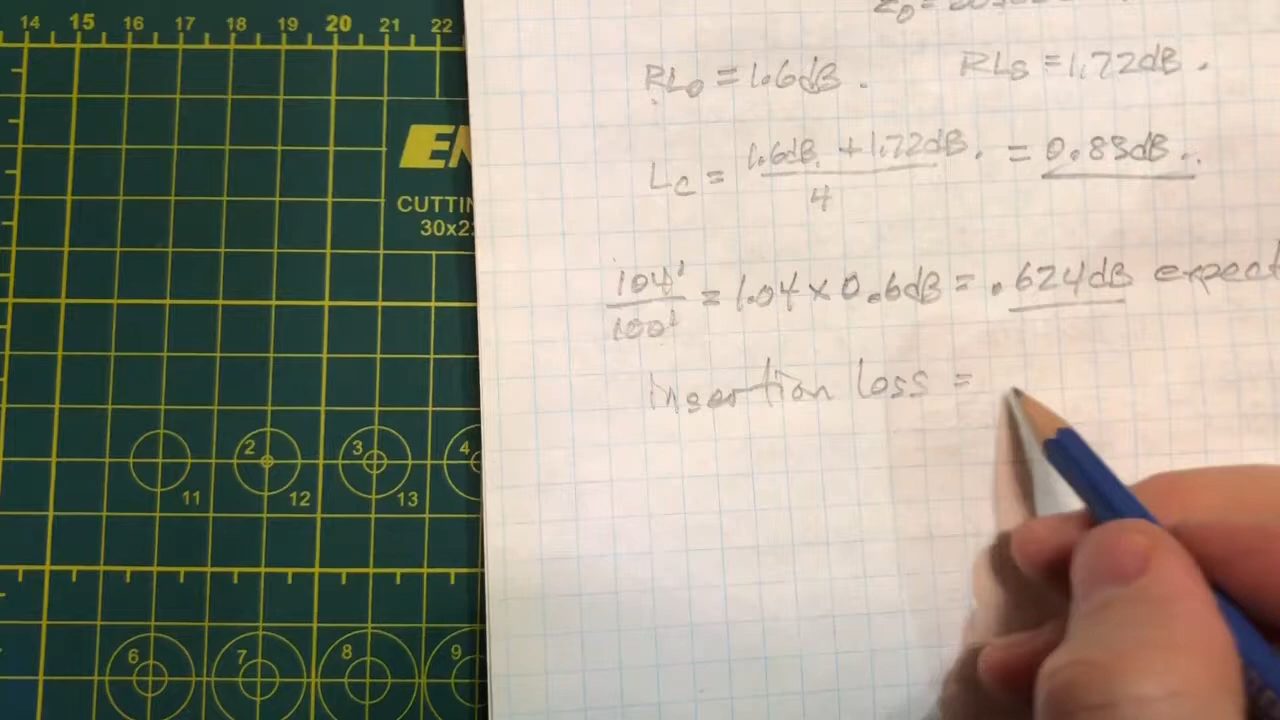 14 15 16 17 18 19 20 21 22
RLo = 1.6dB. RLs = 1.72dB.
Lc = 1.6dB. + 1.72dB. / 4 = 0.83dB.
104' / 100' = 1.04 x 0.6dB = .624dB expect
insertion loss =
EN
CUTTIN
30x2
2 3 4
11 12 13
6 7 8 9